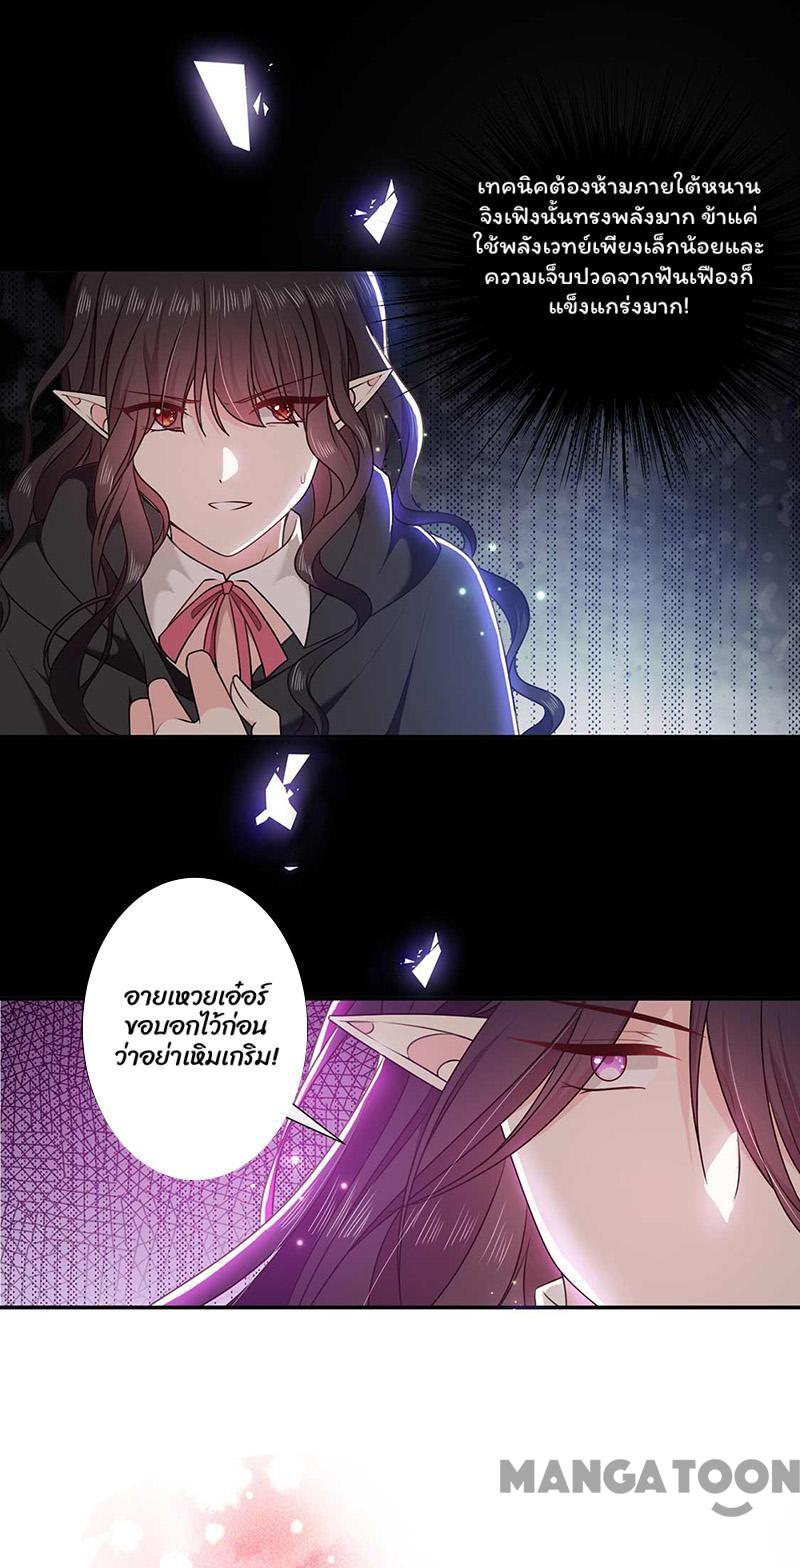 เทคนิคต้องห้ามภายใต้หนาน
จิงเฟิงนั้นทรงพลังมาก ข้าแค่
ใช้พลังเวทย์เพียงเล็กน้อยและ
ความเจ็บปวดจากฟันเฟืองก็
แข็งแกร่งมาก!
อายเหวยเอ๋อร์
ขอบอกไว้ก่อน
ว่าอย่าเหิมเกริม!
MANGATOON